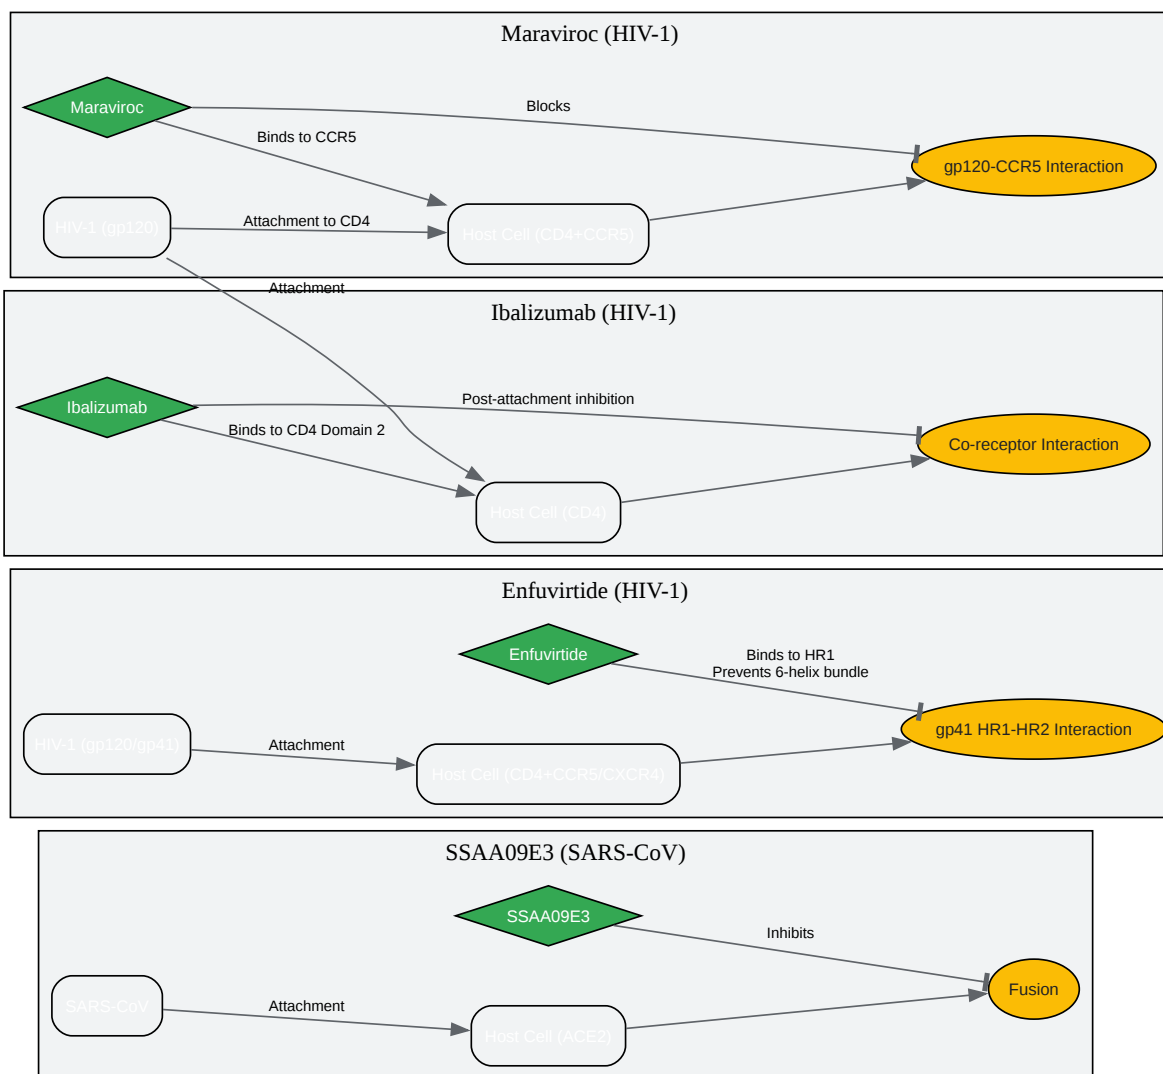 Maraviroc (HIV-1)
Maraviroc
Blocks
Binds to CCR5
gp120-CCR5 Interaction
HIV-1 (gp120)
Attachment to CD4
Host Cell (CD4+CCR5)
Attachment
Ibalizumab (HIV-1)
Ibalizumab
Post-attachment inhibition
Binds to CD4 Domain 2
Co-receptor Interaction
Host Cell (CD4)
Enfuvirtide (HIV-1)
Enfuvirtide
Binds to HR1
Prevents 6-helix bundle
gp41 HR1-HR2 Interaction
HIV-1 (gp120/gp41)
Attachment
Host Cell (CD4+CCR5/CXCR4)
SSAA09E3 (SARS-CoV)
SSAA09E3
Inhibits
Fusion
SARS-CoV
Attachment
Host Cell (ACE2)